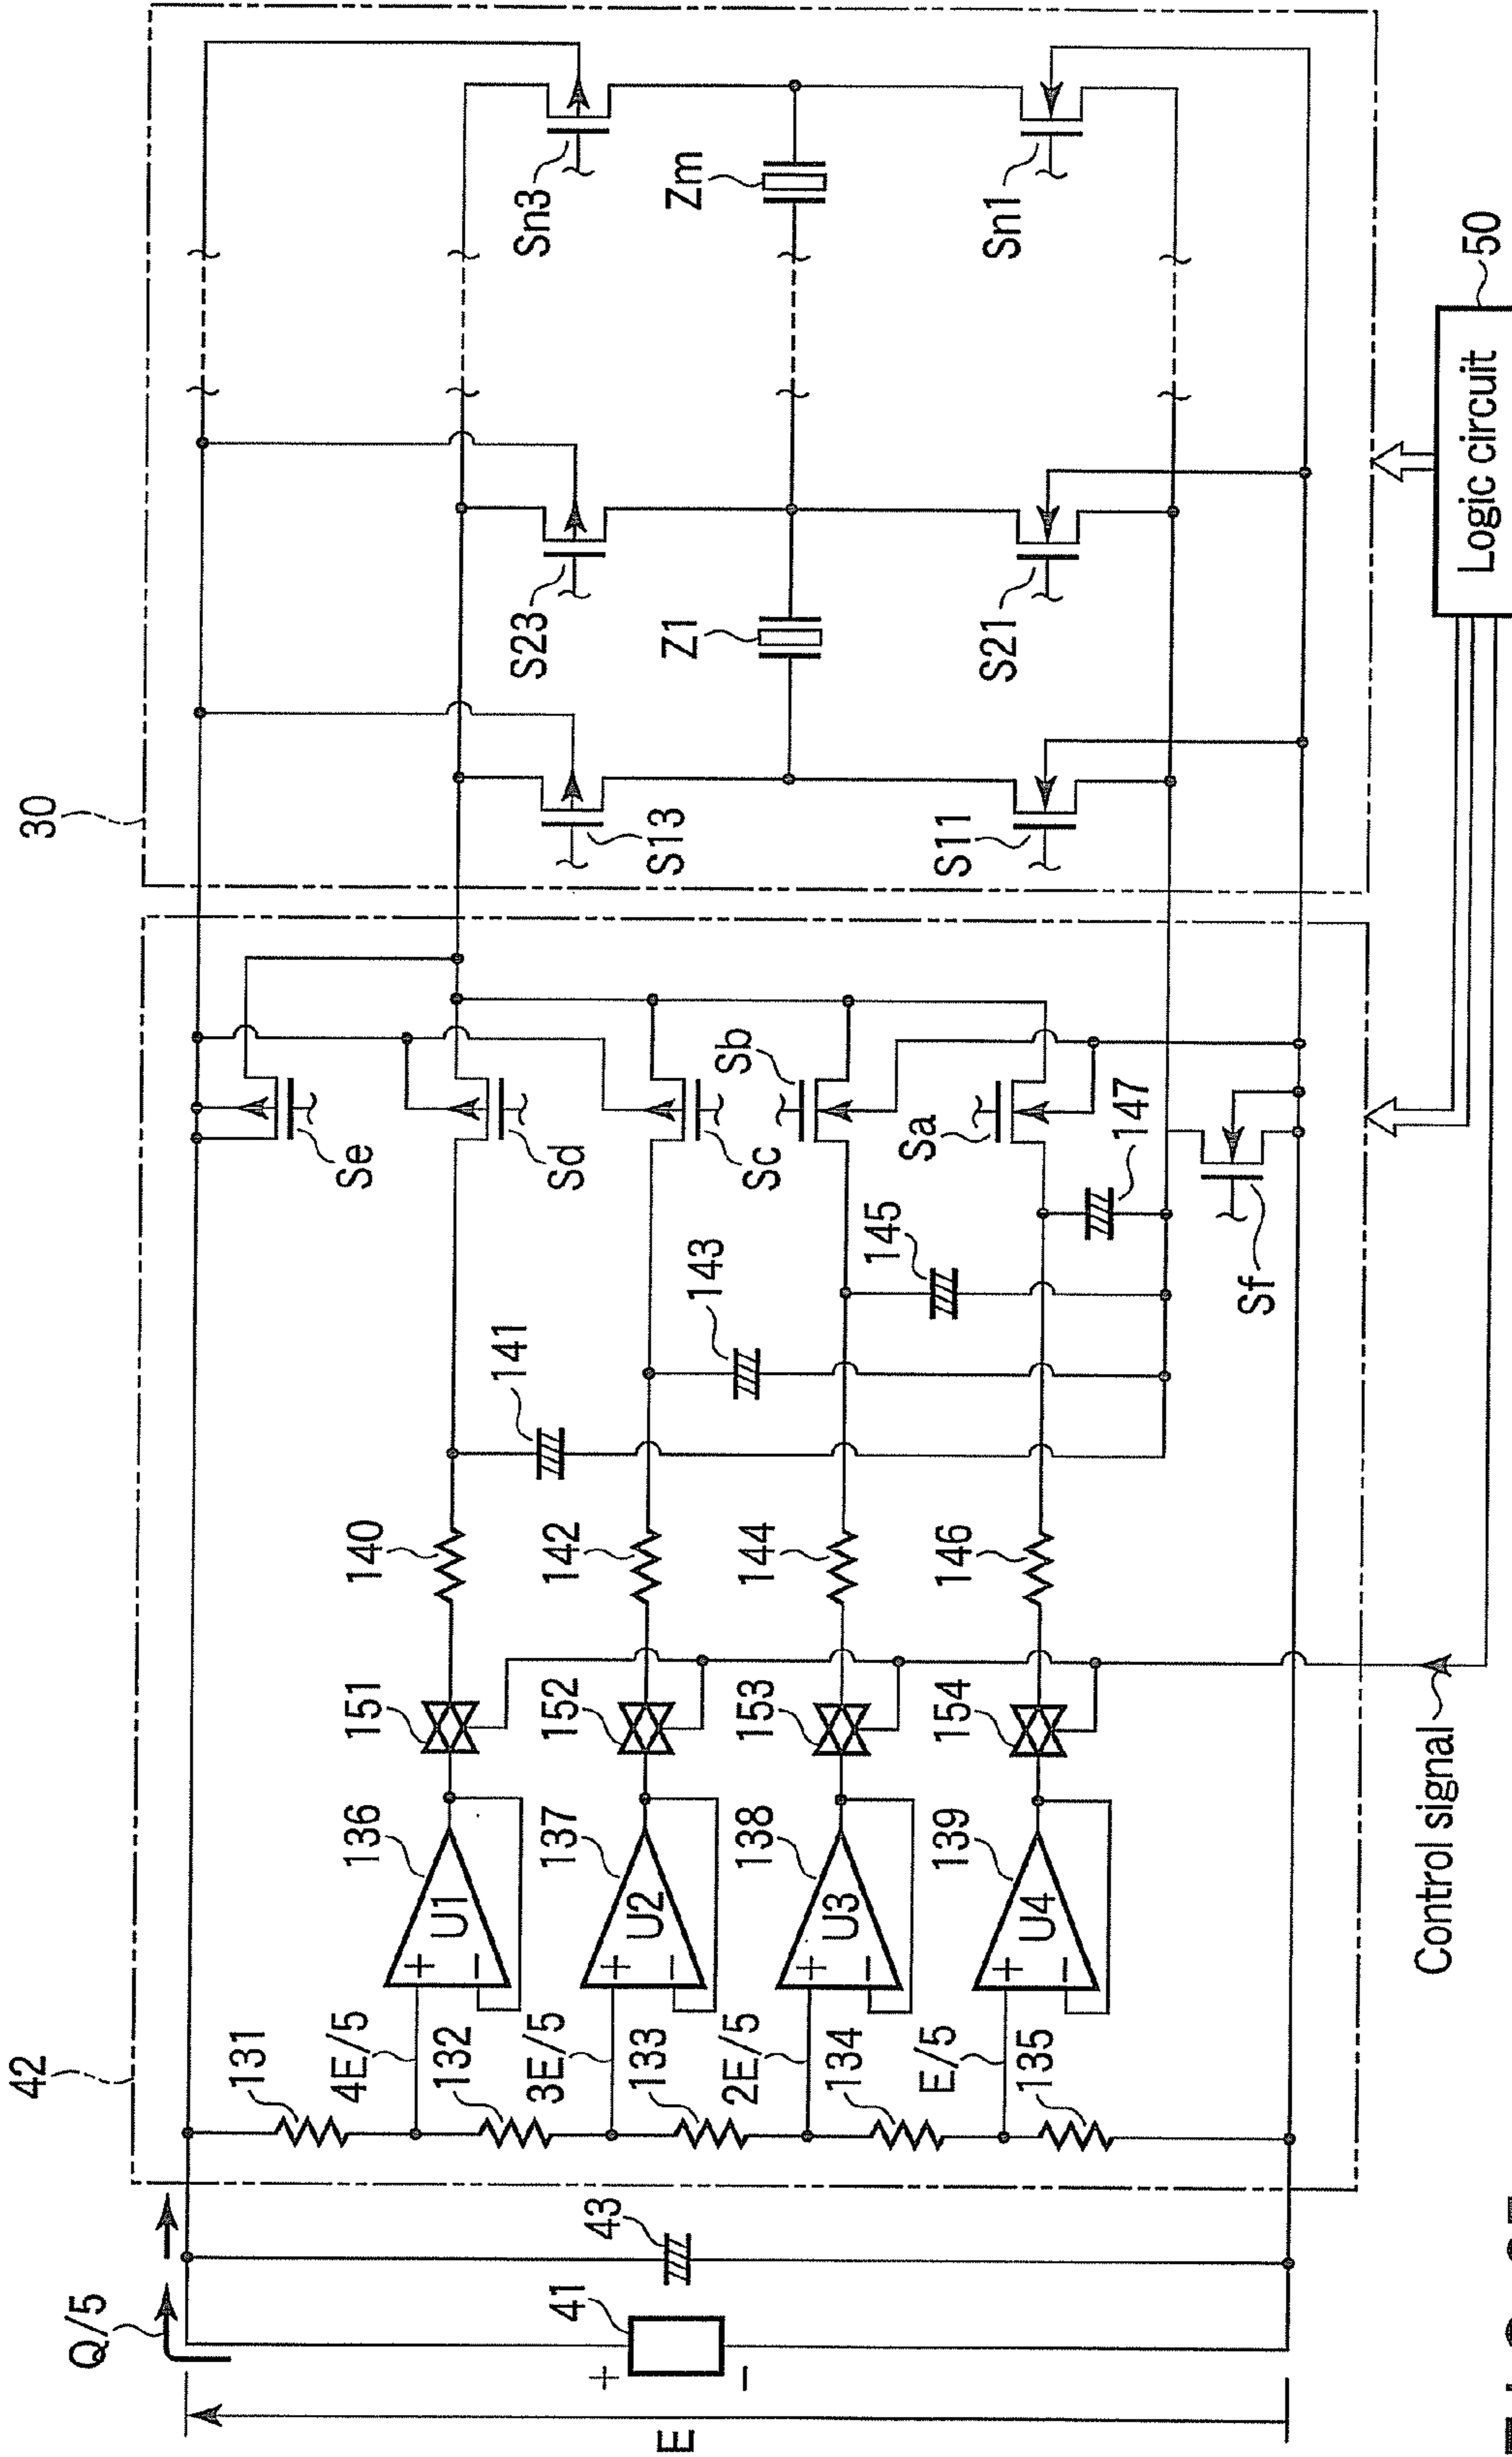 42
30
Q/5
E
+
41
−
43
131
4E/5
132
3E/5
133
2E/5
134
E/5
135
136
U1
+
−
137
U2
+
−
138
U3
+
−
139
U4
+
−
151
152
153
154
140
142
144
146
141
143
145
147
Se
Sd
Sc
Sb
Sa
Sf
S13
S11
Z1
S23
S21
Sn3
Zm
Sn1
Control signal
Logic circuit
50